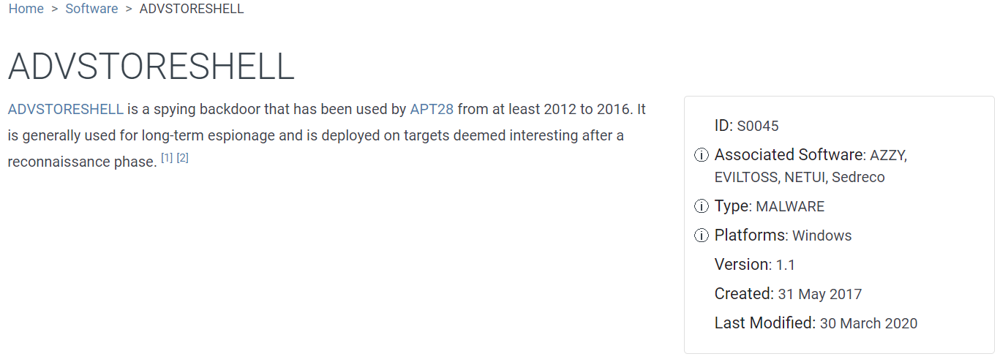 Home > Software > ADVSTORESHELL
ADVSTORESHELL
ADVSTORESHELL is a spying backdoor that has been used by APT28 from at least 2012 to 2016. It
is generally used for long-term espionage and is deployed on targets deemed interesting after a
reconnaissance phase. [1] [2]
ID: S0045
Associated Software: AZZY,
EVILTOSS, NETUI, Sedreco
Type: MALWARE
Platforms: Windows
Version: 1.1
Created: 31 May 2017
Last Modified: 30 March 2020